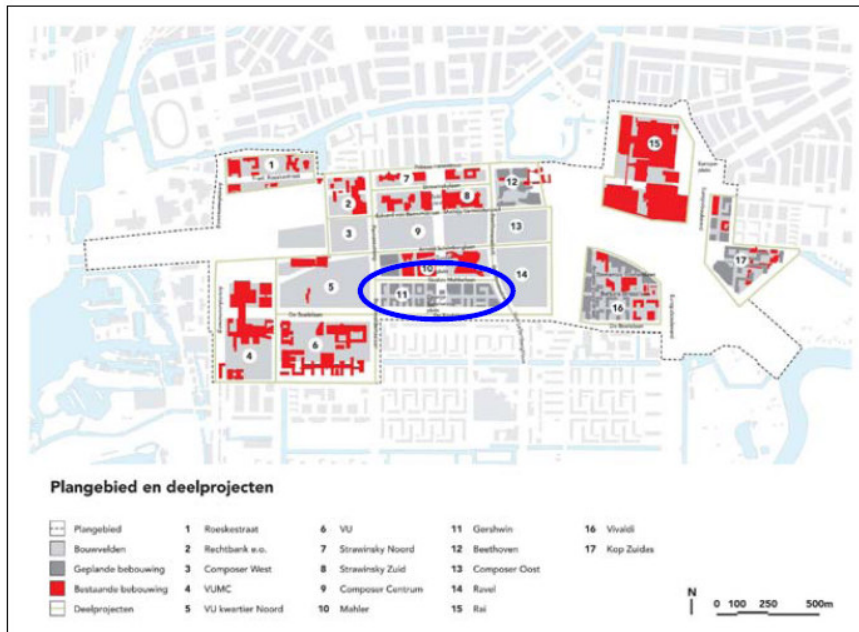 1
2
3
4
5
6
7
8
9
10
11
12
13
14
15
16
17
De Boelelaan
De Boelelaan
Plangebied en deelprojecten
Plangebied 1 Roeskestraat 6 VU 11 Gershwin 16 Vivaldi
Bouwvelden 2 Rechtbank e.o. 7 Strawinsky Noord 12 Beethoven 17 Kop Zuidas
Geplande bebouwing 3 Composer West 8 Strawinsky Zuid 13 Composer Oost
Bestaande bebouwing 4 VUMC 9 Composer Centrum 14 Ravel
Deelprojecten 5 VU kwartier Noord 10 Mahler 15 Rai
N
0 100 250 500m